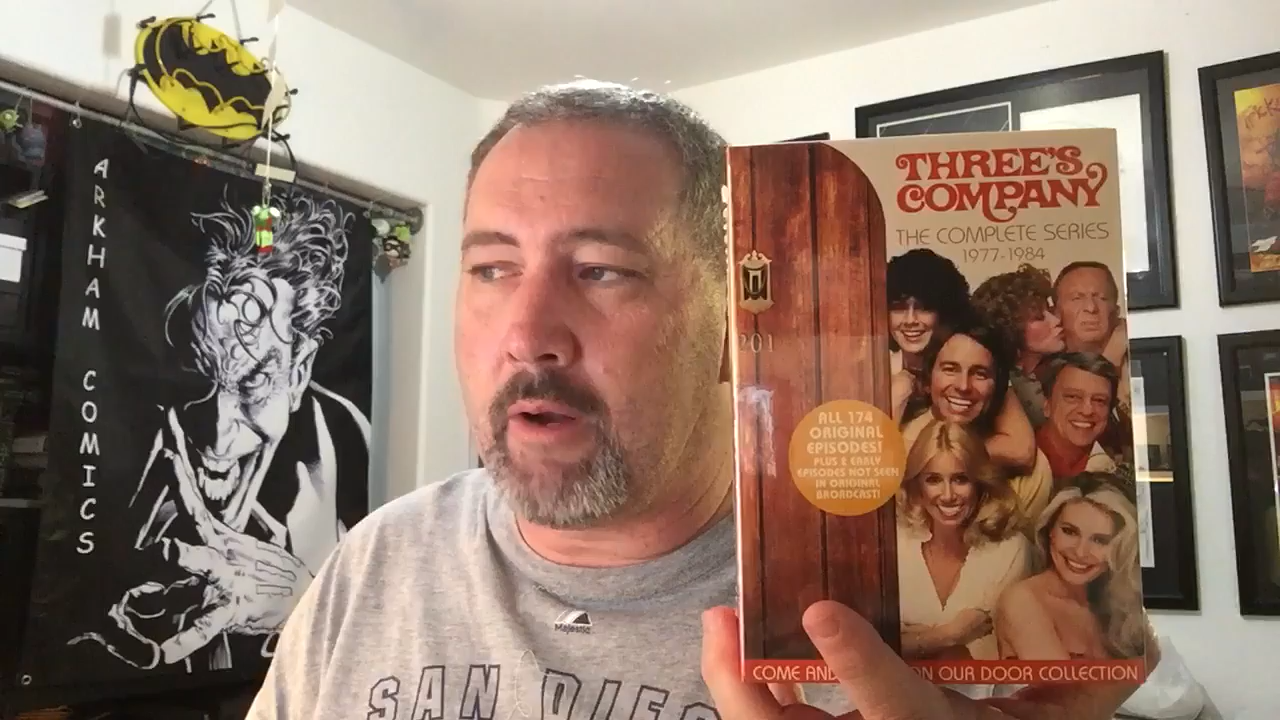 ARKHAM COMICS
THREE'S
COMPANY
THE COMPLETE SERIES
1977-1984
201
ALL 174
ORIGINAL
EPISODES!
PLUS 2 EARLY
EPISODES NOT SEEN
IN ORIGINAL
BROADCAST!
COME AND ON OUR DOOR COLLECTION
Majestic
SAN DIEG